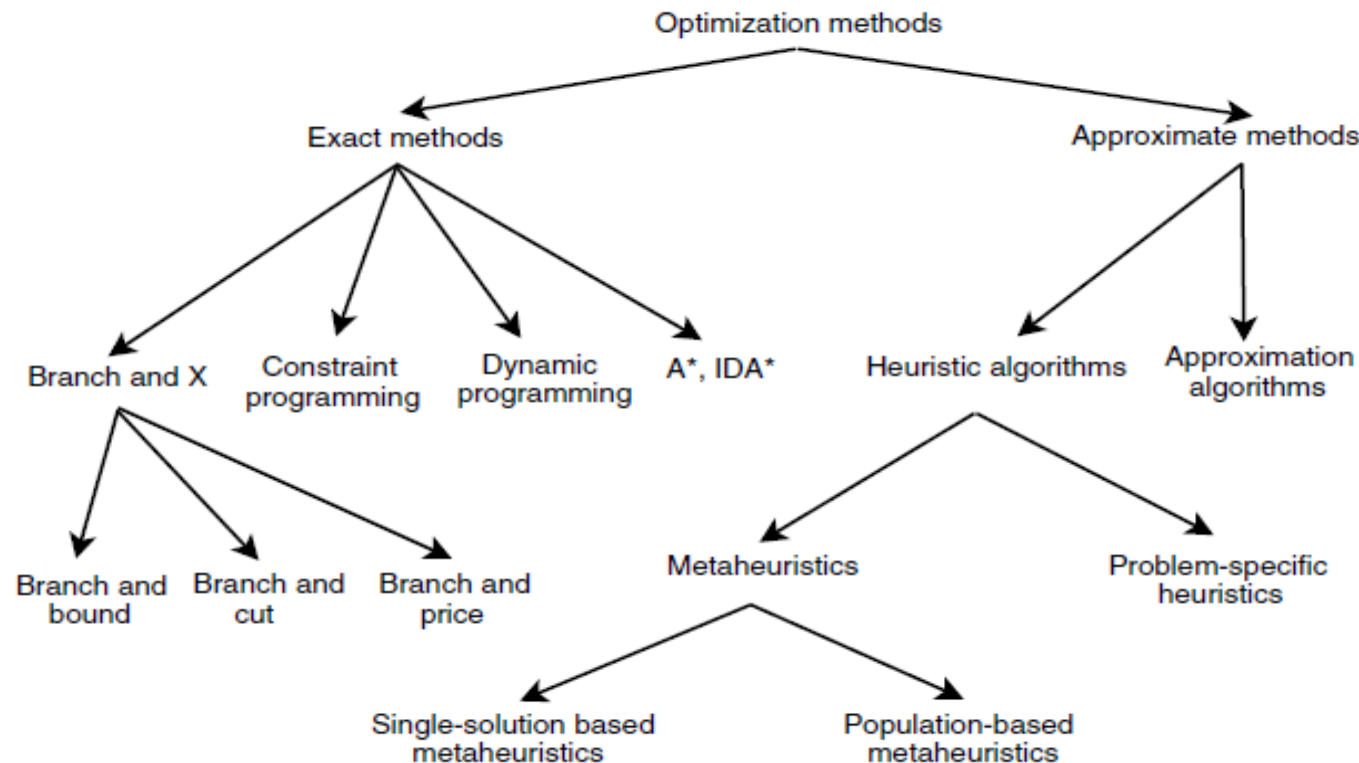 Optimization methods
Exact methods
Approximate methods
Branch and X
Constraint
programming
Dynamic
programming
A*, IDA*
Heuristic algorithms
Approximation
algorithms
Branch and
bound
Branch and
cut
Branch and
price
Metaheuristics
Problem-specific
heuristics
Single-solution based
metaheuristics
Population-based
metaheuristics